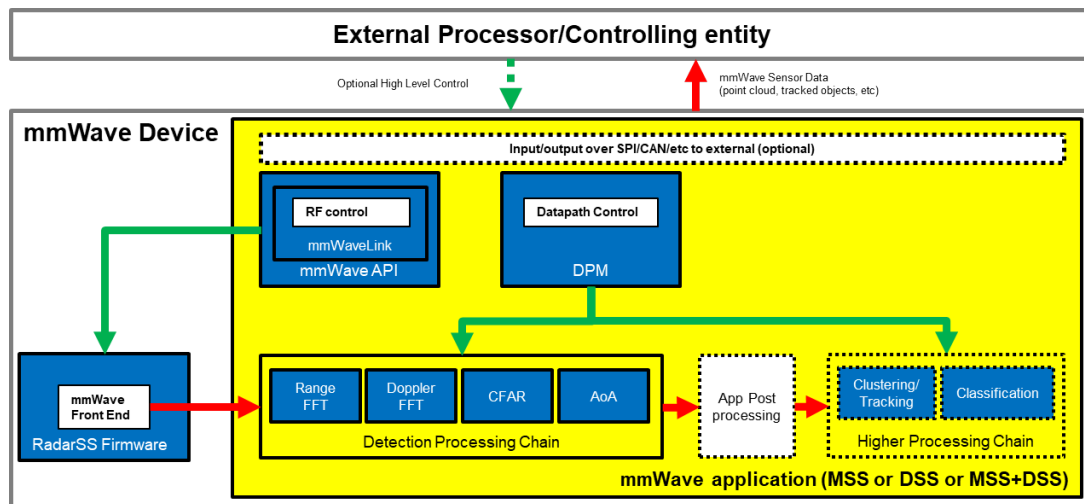 External Processor/Controlling entity
Optional High Level Control
mmWave Sensor Data
(point cloud, tracked objects, etc)
mmWave Device
Input/output over SPI/CAN/etc to external (optional)
RF control
mmWaveLink
mmWave API
Datapath Control
DPM
mmWave
Front End
RadarSS Firmware
Range
FFT
Doppler
FFT
CFAR
AoA
Detection Processing Chain
App Post
processing
Clustering/
Tracking
Classification
Higher Processing Chain
mmWave application (MSS or DSS or MSS+DSS)